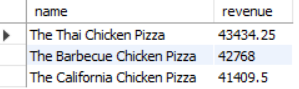 name revenue
The Thai Chicken Pizza 43434.25
The Barbecue Chicken Pizza 42768
The California Chicken Pizza 41409.5